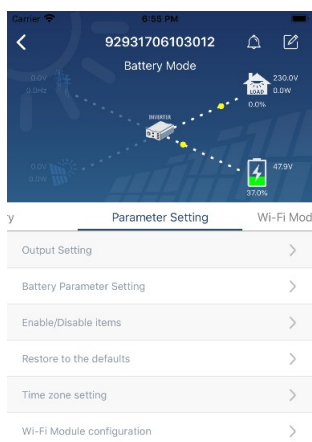 Carrier 6:55 PM
92931706103012
Battery Mode
0.0V
0.0Hz
230.0V
LOAD 0.0W
0.0%
INVERTER
0.0V
0.0W
47.9V
37.0%
ry Parameter Setting Wi-Fi Mod
Output Setting
Battery Parameter Setting
Enable/Disable items
Restore to the defaults
Time zone setting
Wi-Fi Module configuration